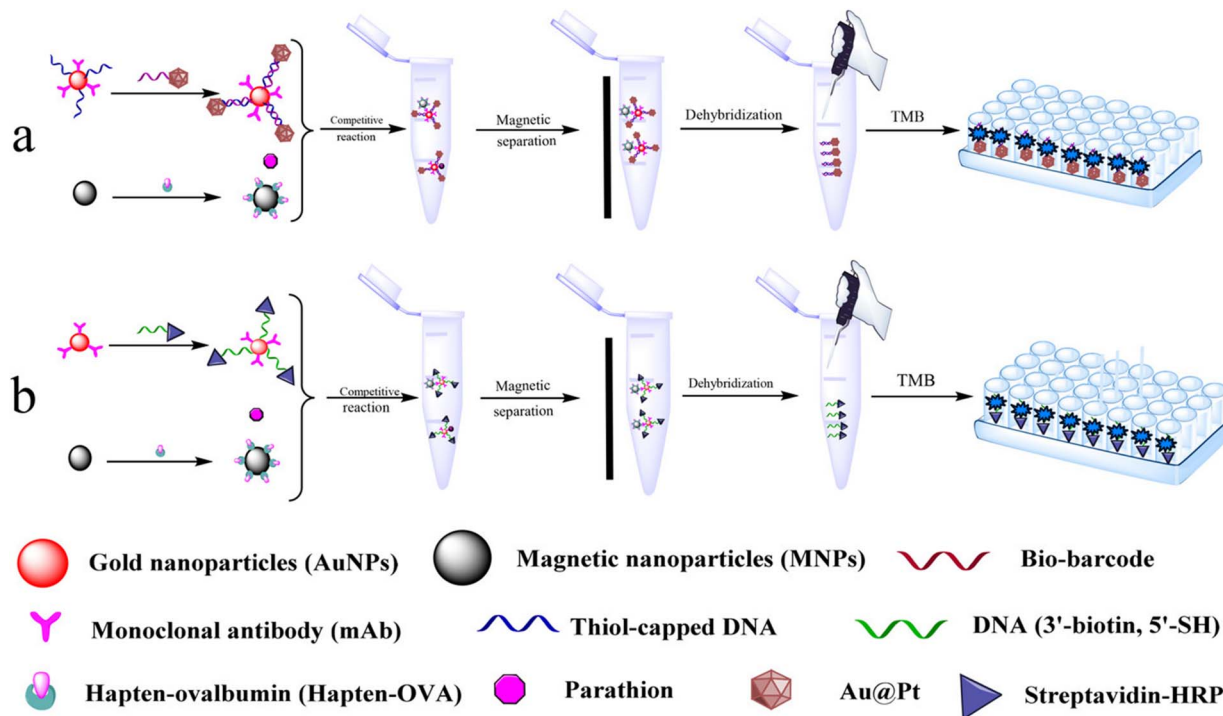 a
Competitive
reaction
Magnetic
separation
Dehybridization
TMB
b
Competitive
reaction
Magnetic
separation
Dehybridization
TMB
Gold nanoparticles (AuNPs)
Magnetic nanoparticles (MNPs)
Bio-barcode
Monoclonal antibody (mAb)
Thiol-capped DNA
DNA (3'-biotin, 5'-SH)
Hapten-ovalbumin (Hapten-OVA)
Parathion
Au@Pt
Streptavidin-HRP